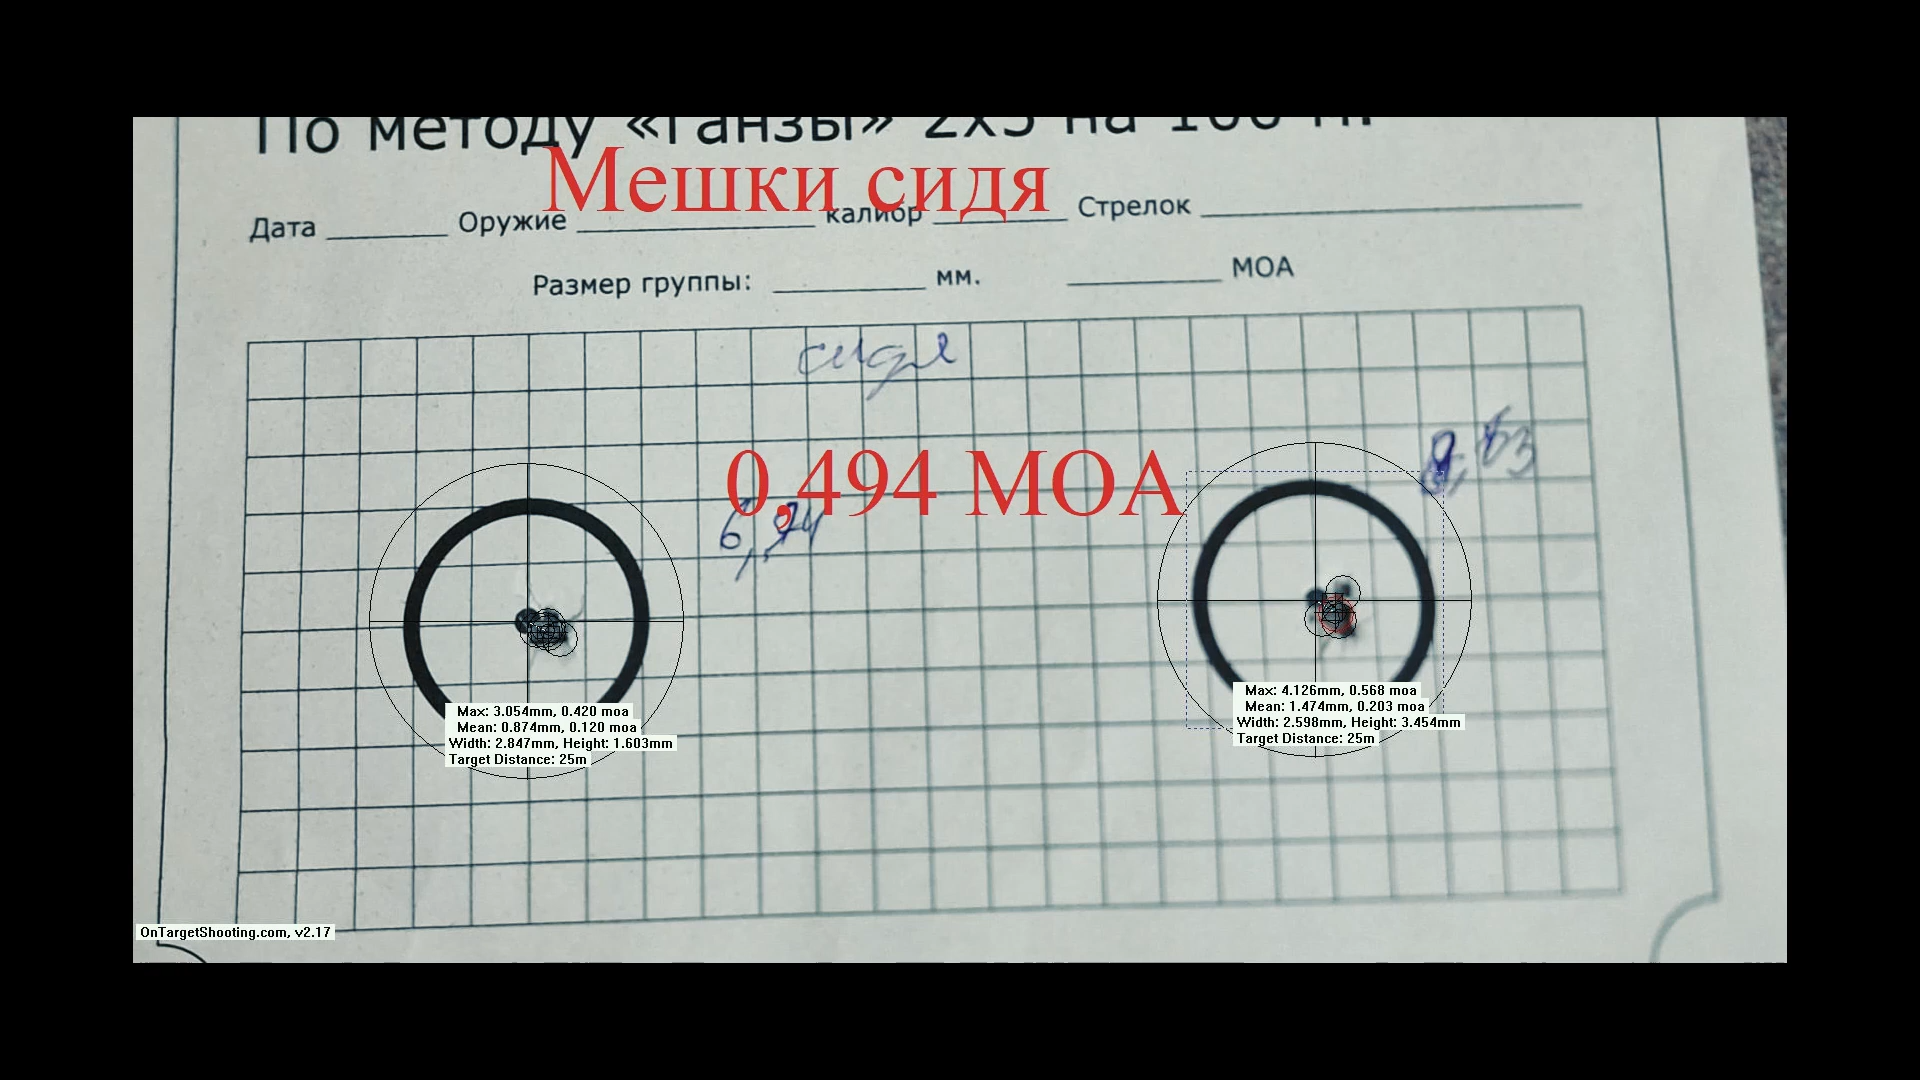 По методу «Ганзы» 2х5 на 100 м.
Мешки сидя
Дата Оружие калибр Стрелок
Размер группы: мм. МОА
сидя
0,494 МОА
Max: 3.054mm, 0.420 moa
Mean: 0.874mm, 0.120 moa
Width: 2.847mm, Height: 1.603mm
Target Distance: 25m
Max: 4.126mm, 0.568 moa
Mean: 1.474mm, 0.203 moa
Width: 2.598mm, Height: 3.454mm
Target Distance: 25m
OnTargetShooting.com, v2.17